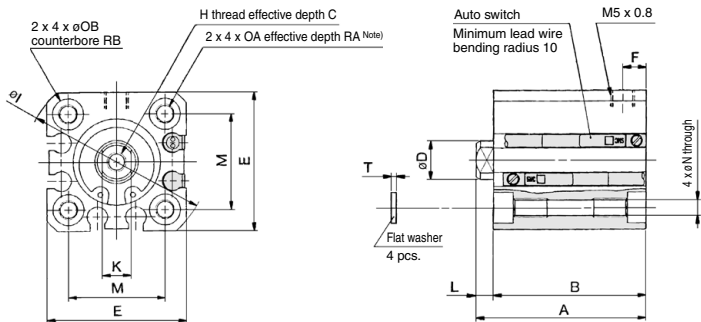 H thread effective depth C
2 x 4 x øOB
counterbore RB
2 x 4 x OA effective depth RA Note)
Auto switch
Minimum lead wire
bending radius 10
M5 x 0.8
F
øI
M
E
øD
T
4 x øN through
Flat washer
4 pcs.
K
M
E
L
B
A